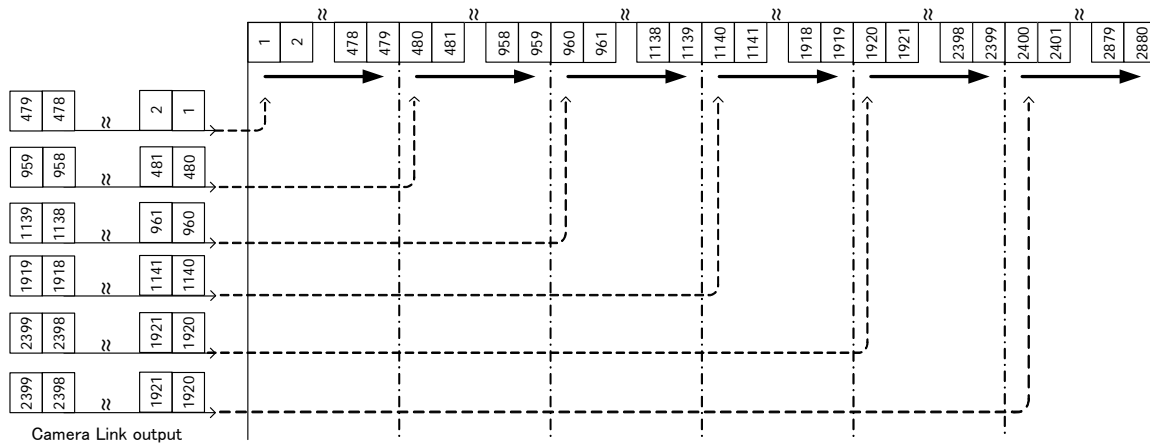 1 2 ≈ 478 479 480 481 ≈ 958 959 960 961 ≈ 1138 1139 1140 1141 ≈ 1918 1919 1920 1921 ≈ 2398 2399 2400 2401 ≈ 2879 2880
479 478 ≈ 2 1
959 958 ≈ 481 480
1139 1138 ≈ 961 960
1919 1918 ≈ 1141 1140
2399 2398 ≈ 1921 1920
2399 2398 ≈ 1921 1920
Camera Link output